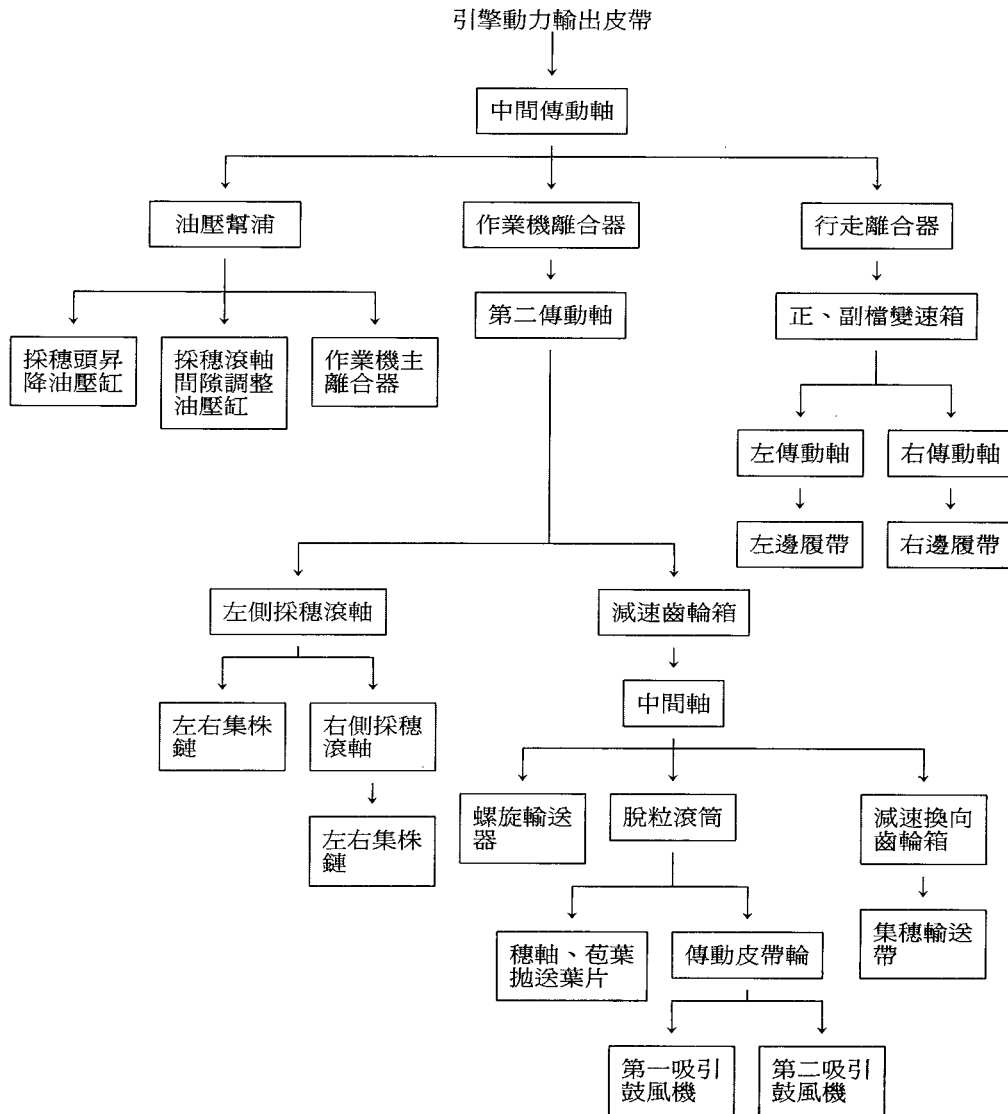 引擎動力輸出皮帶
中間傳動軸
油壓幫浦
作業機離合器
行走離合器
第二傳動軸
正、副檔變速箱
採穗頭昇
降油壓缸
採穗滾軸
間隙調整
油壓缸
作業機主
離合器
左傳動軸
右傳動軸
左邊履帶
右邊履帶
左側採穗滾軸
減速齒輪箱
中間軸
左右集株
鏈
右側採穗
滾軸
左右集株
鏈
螺旋輸送
器
脫粒滾筒
減速換向
齒輪箱
穗軸、苞葉
拋送葉片
傳動皮帶輪
集穗輸送
帶
第一吸引
鼓風機
第二吸引
鼓風機